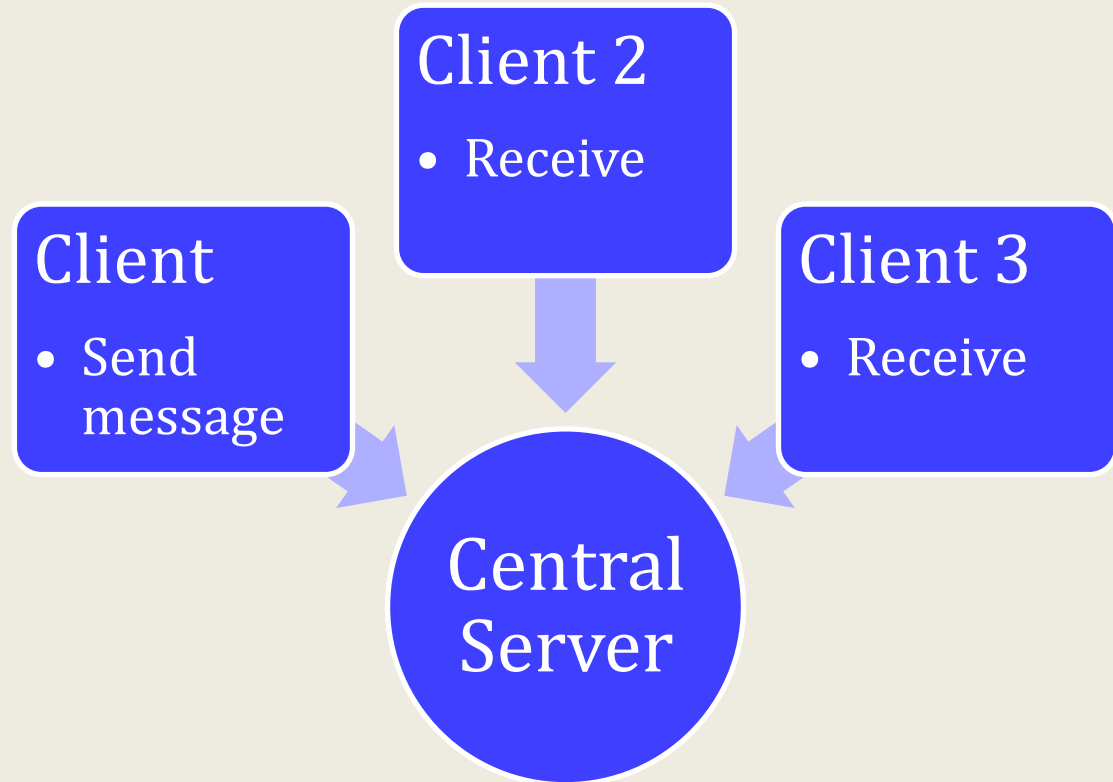 Client 2
• Receive
Client
• Send
message
Client 3
• Receive
Central
Server